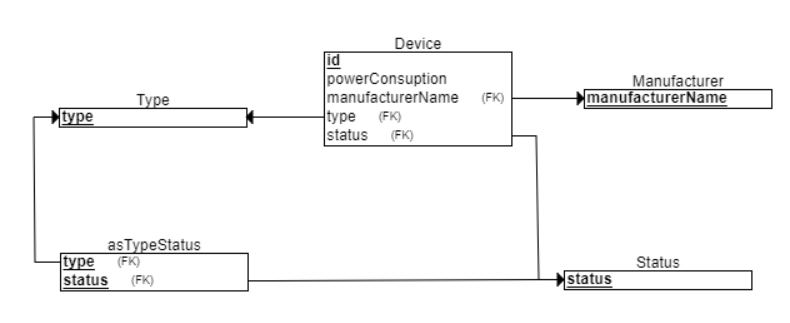 Device
id
powerConsuption
manufacturerName (FK)
type (FK)
status (FK)
Manufacturer
manufacturerName
Type
type
asTypeStatus
type (FK)
status (FK)
Status
status